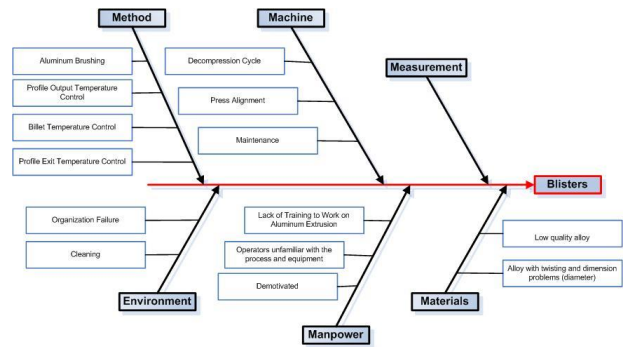 Method
Machine
Aluminum Brushing
Decompression Cycle
Measurement
Profile Output Temperature
Control
Press Alignment
Billet Temperature Control
Maintenance
Profile Exit Temperature Control
Blisters
Organization Failure
Lack of Training to Work on
Aluminum Extrusion
Low quality alloy
Cleaning
Operators unfamiliar with the
process and equipment
Alloy with twisting and dimension
problems (diameter)
Demotivated
Environment
Materials
Manpower